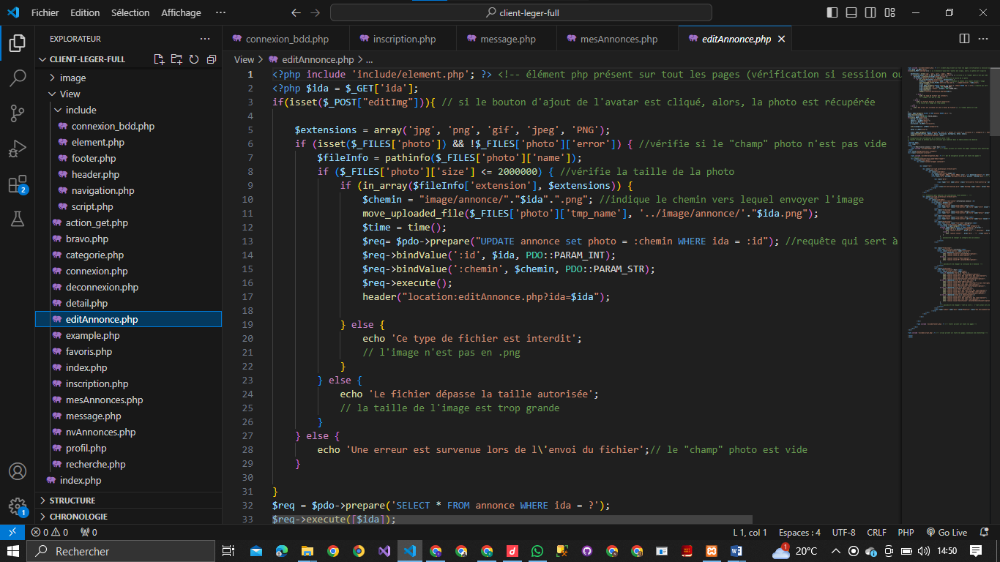 Fichier Edition Sélection Affichage ··· client-leger-full
EXPLORATEUR ···
connexion_bdd.php inscription.php message.php mesAnnonces.php editAnnonce.php
CLIENT-LEGER-FULL
View > editAnnonce.php > ...
image
View
include
connexion_bdd.php
element.php
footer.php
header.php
navigation.php
script.php
action_get.php
bravo.php
categorie.php
connexion.php
deconnexion.php
detail.php
editAnnonce.php
example.php
favoris.php
index.php
inscription.php
mesAnnonces.php
message.php
nvAnnonces.php
profil.php
recherche.php
index.php
STRUCTURE
CHRONOLOGIE
2
1
1 <?php include 'include/element.php'; ?> <!-- élément php présent sur tout les pages (vérification si sessiion ou
2 <?php $ida = $_GET['ida'];
3 if(isset($_POST["editImg"])){ // si le bouton d'ajout de l'avatar est cliqué, alors, la photo est récupérée
4
5 $extensions = array('jpg', 'png', 'gif', 'jpeg', 'PNG');
6 if (isset($_FILES['photo']) && !$_FILES['photo']['error']) { //vérifie si le "champ" photo n'est pas vide
7 $fileInfo = pathinfo($_FILES['photo']['name']);
8 if ($_FILES['photo']['size'] <= 2000000) { //vérifie la taille de la photo
9 if (in_array($fileInfo['extension'], $extensions)) {
10 $chemin = "image/annonce/"."$ida".".png"; //indique le chemin vers lequel envoyer l'image
11 move_uploaded_file($_FILES['photo']['tmp_name'], '../image/annonce/'."$ida.png");
12 $time = time();
13 $req= $pdo->prepare("UPDATE annonce set photo = :chemin WHERE ida = :id"); //requête qui sert à
14 $req->bindValue(':id', $ida, PDO::PARAM_INT);
15 $req->bindValue(':chemin', $chemin, PDO::PARAM_STR);
16 $req->execute();
17 header("location:editAnnonce.php?ida=$ida");
18
19 } else {
20 echo 'Ce type de fichier est interdit';
21 // l'image n'est pas en .png
22 }
23 } else {
24 echo 'Le fichier dépasse la taille autorisée';
25 // la taille de l'image est trop grande
26 }
27 } else {
28 echo 'Une erreur est survenue lors de l\'envoi du fichier';// le "champ" photo est vide
29 }
30
31 }
32 $req = $pdo->prepare('SELECT * FROM annonce WHERE ida = ?');
33 $req->execute([$ida]);
0 0 0 L 1, col 1 Espaces : 4 UTF-8 CRLF PHP Go Live
Rechercher 1 20°C 14:50